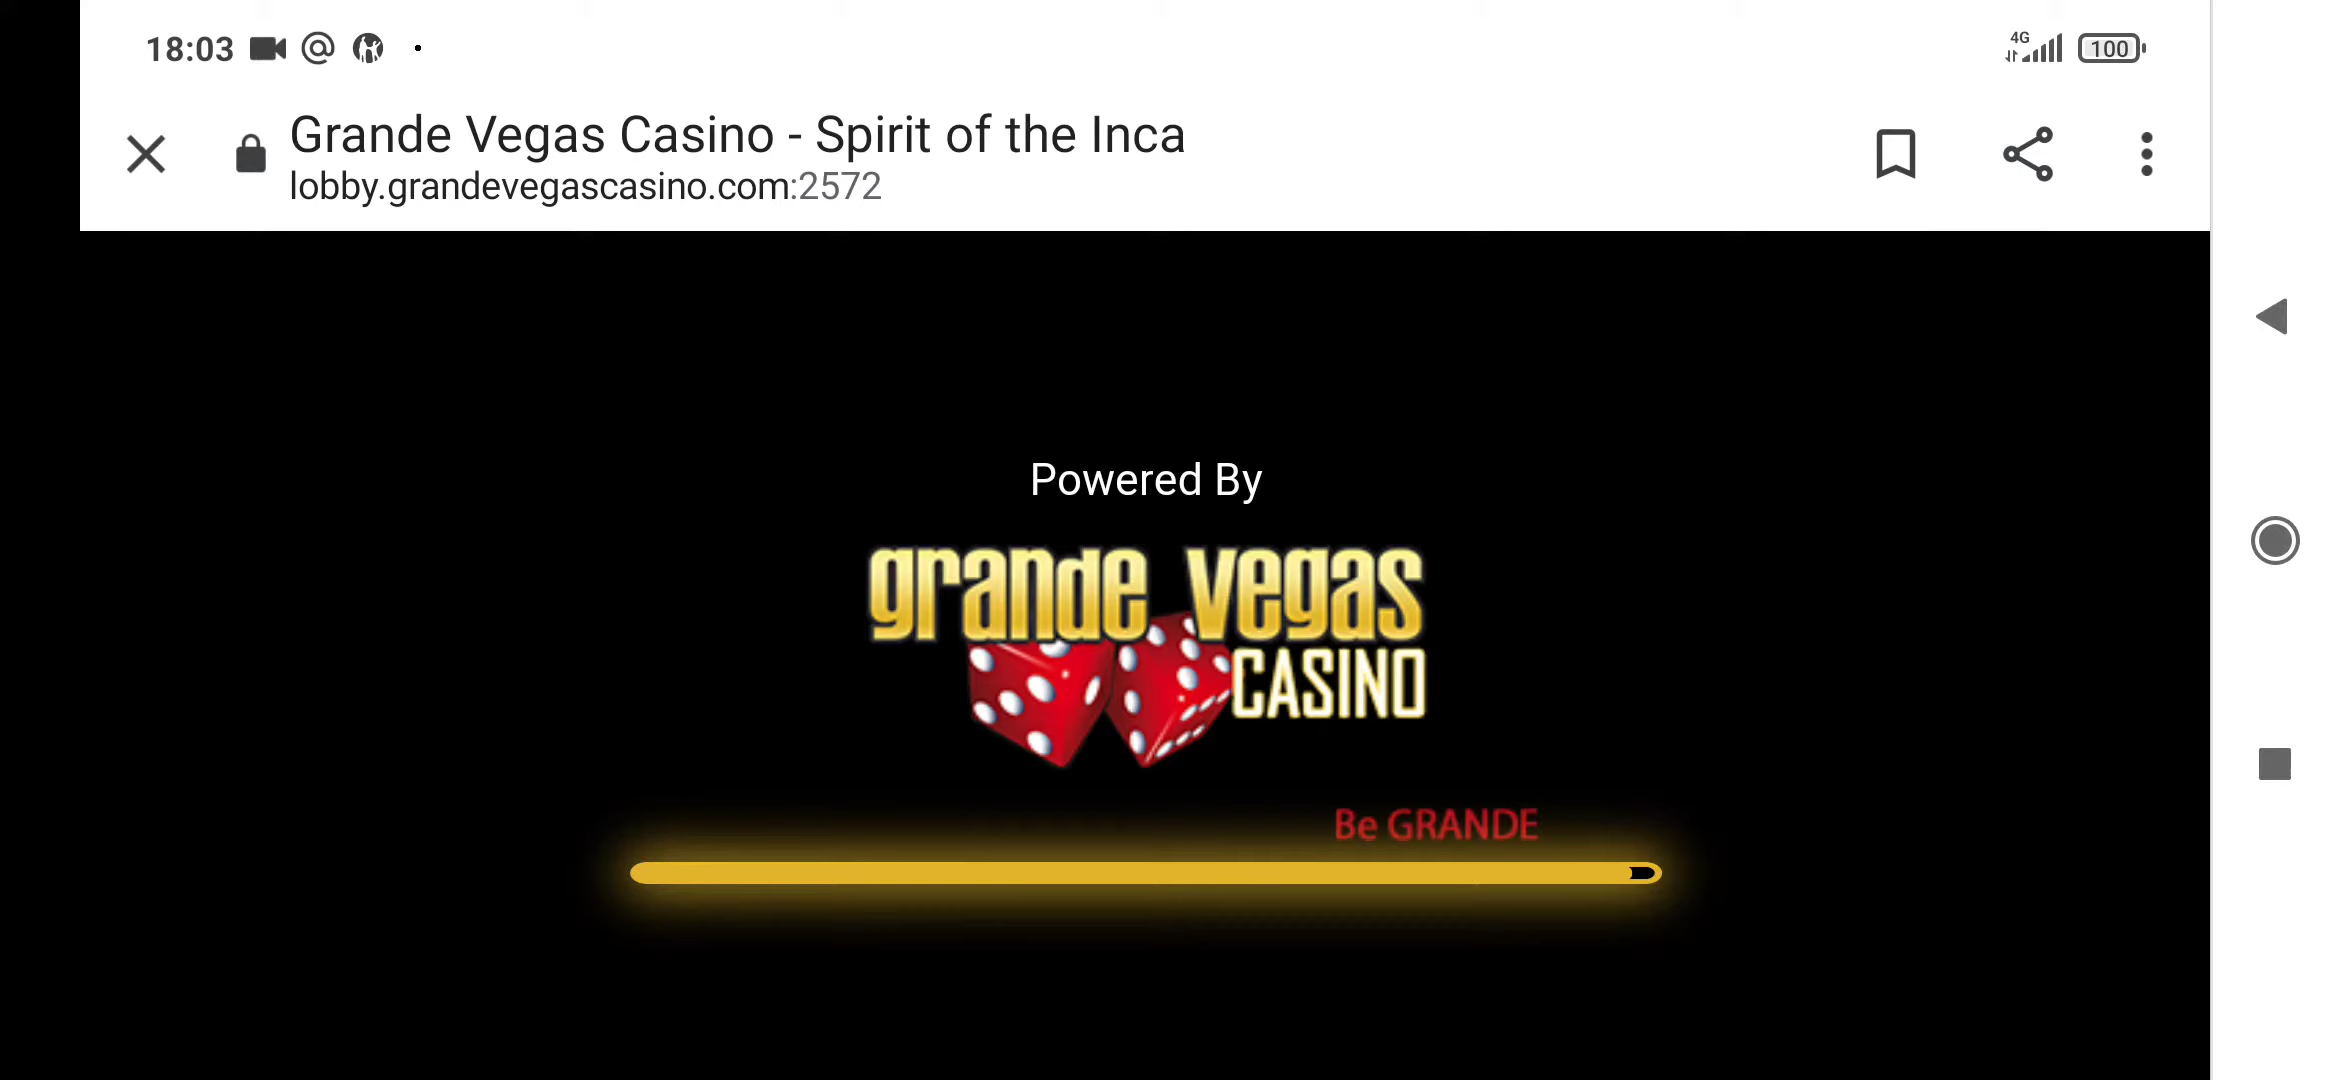 18:03
4G
100
Grande Vegas Casino - Spirit of the Inca
lobby.grandevegascasino.com:2572
Powered By
grande vegas
CASINO
Be GRANDE